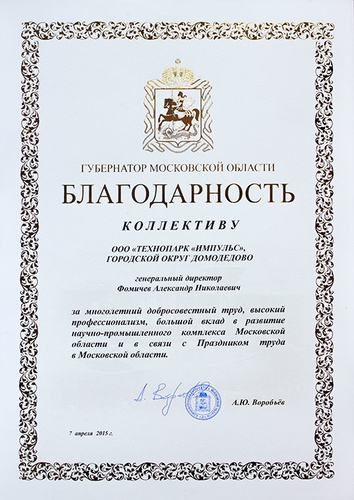 ГУБЕРНАТОР МОСКОВСКОЙ ОБЛАСТИ
БЛАГОДАРНОСТЬ
КОЛЛЕКТИВУ
ООО «ТЕХНОПАРК «ИМПУЛЬС»,
ГОРОДСКОЙ ОКРУГ ДОМОДЕДОВО
генеральный директор
Фомичев Александр Николаевич
за многолетний добросовестный труд, высокий
профессионализм, большой вклад в развитие
научно-промышленного комплекса Московской
области и в связи с Праздником труда
в Московской области.
А.Ю. Воробьёв
7 апреля 2015 г.